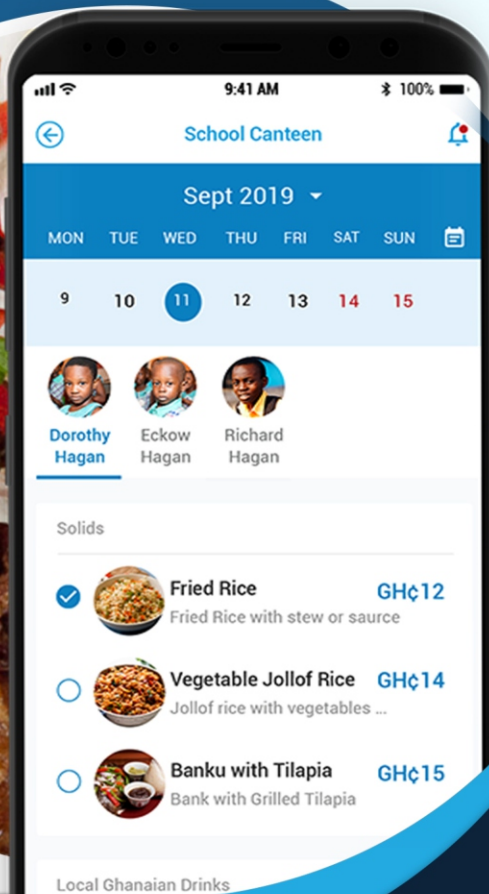 9:41 AM
100%
School Canteen
Sept 2019
MON TUE WED THU FRI SAT SUN
9 10 11 12 13 14 15
Dorothy Hagan
Eckow Hagan
Richard Hagan
Solids
Fried Rice GH¢12
Fried Rice with stew or saurce
Vegetable Jollof Rice GH¢14
Jollof rice with vegetables ...
Banku with Tilapia GH¢15
Bank with Grilled Tilapia
Local Ghanaian Drinks